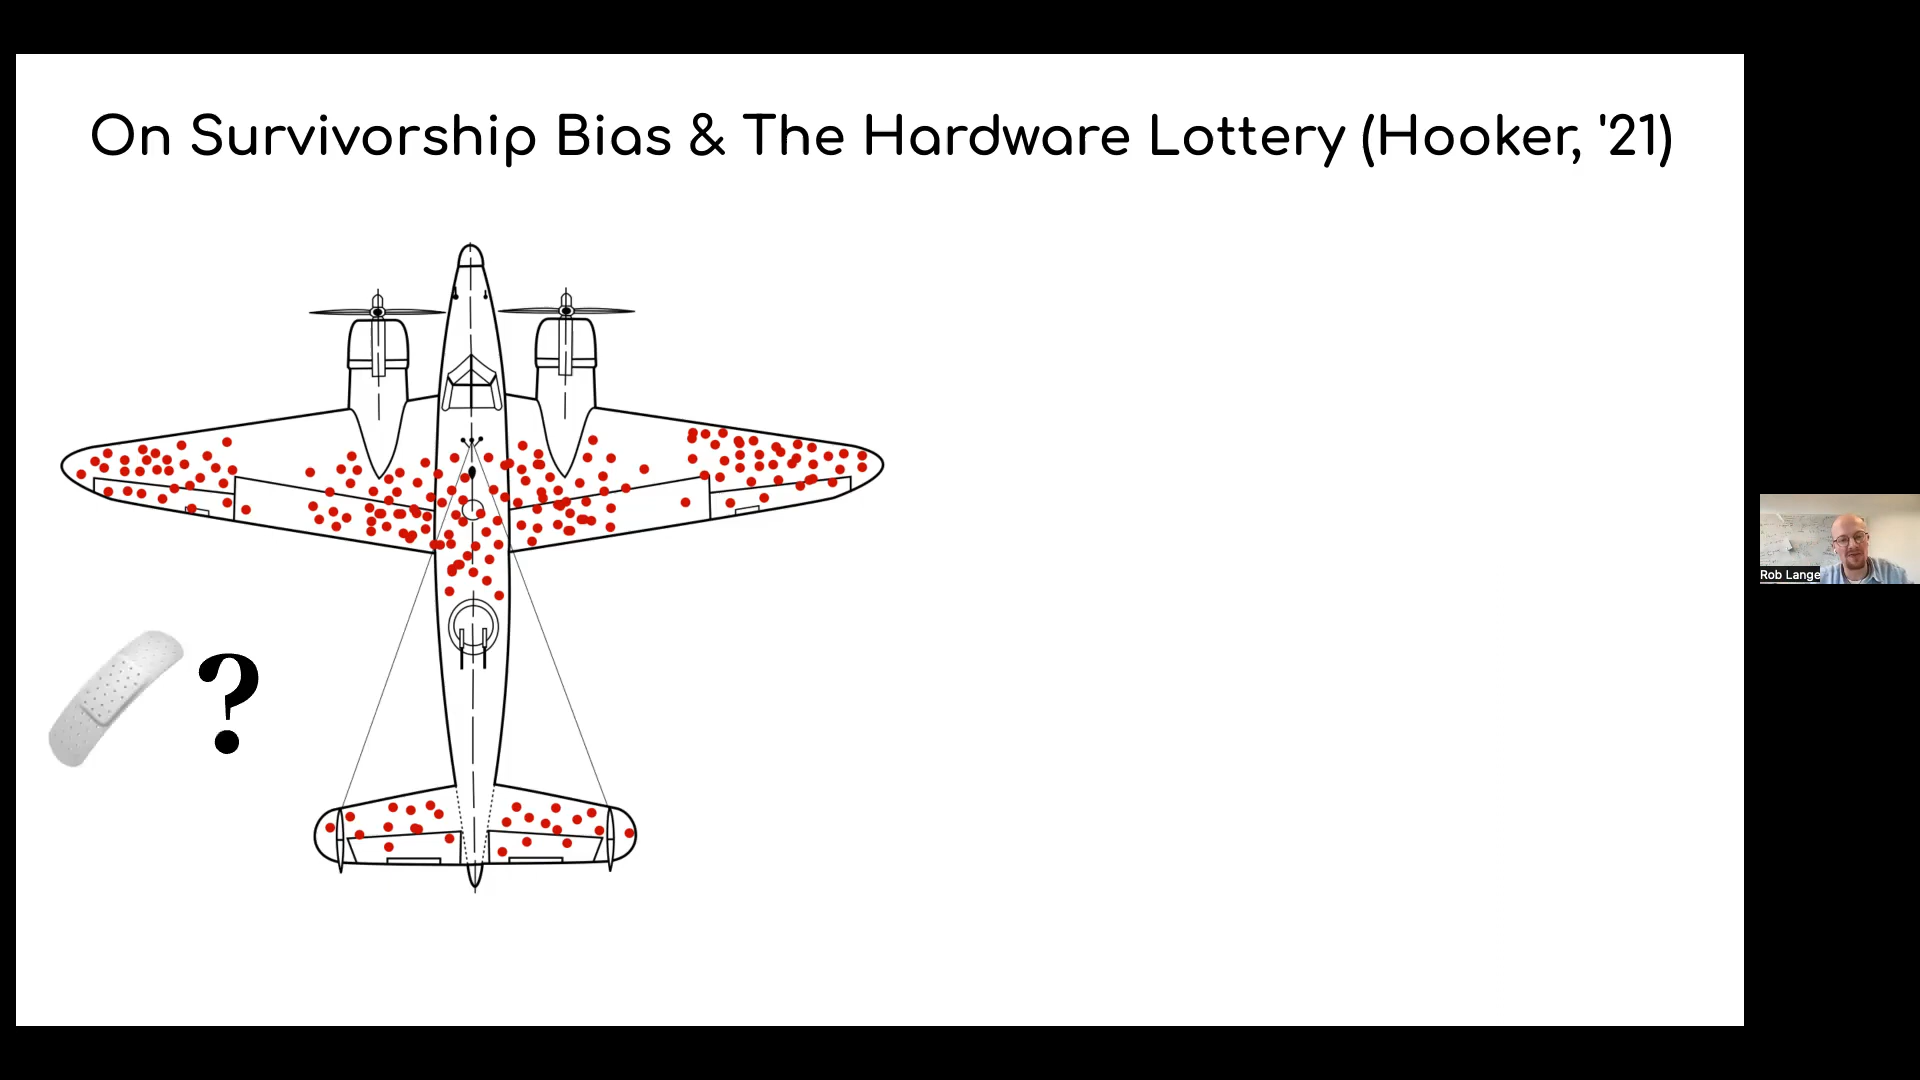 On Survivorship Bias & The Hardware Lottery (Hooker, '21)
?
Rob Lange